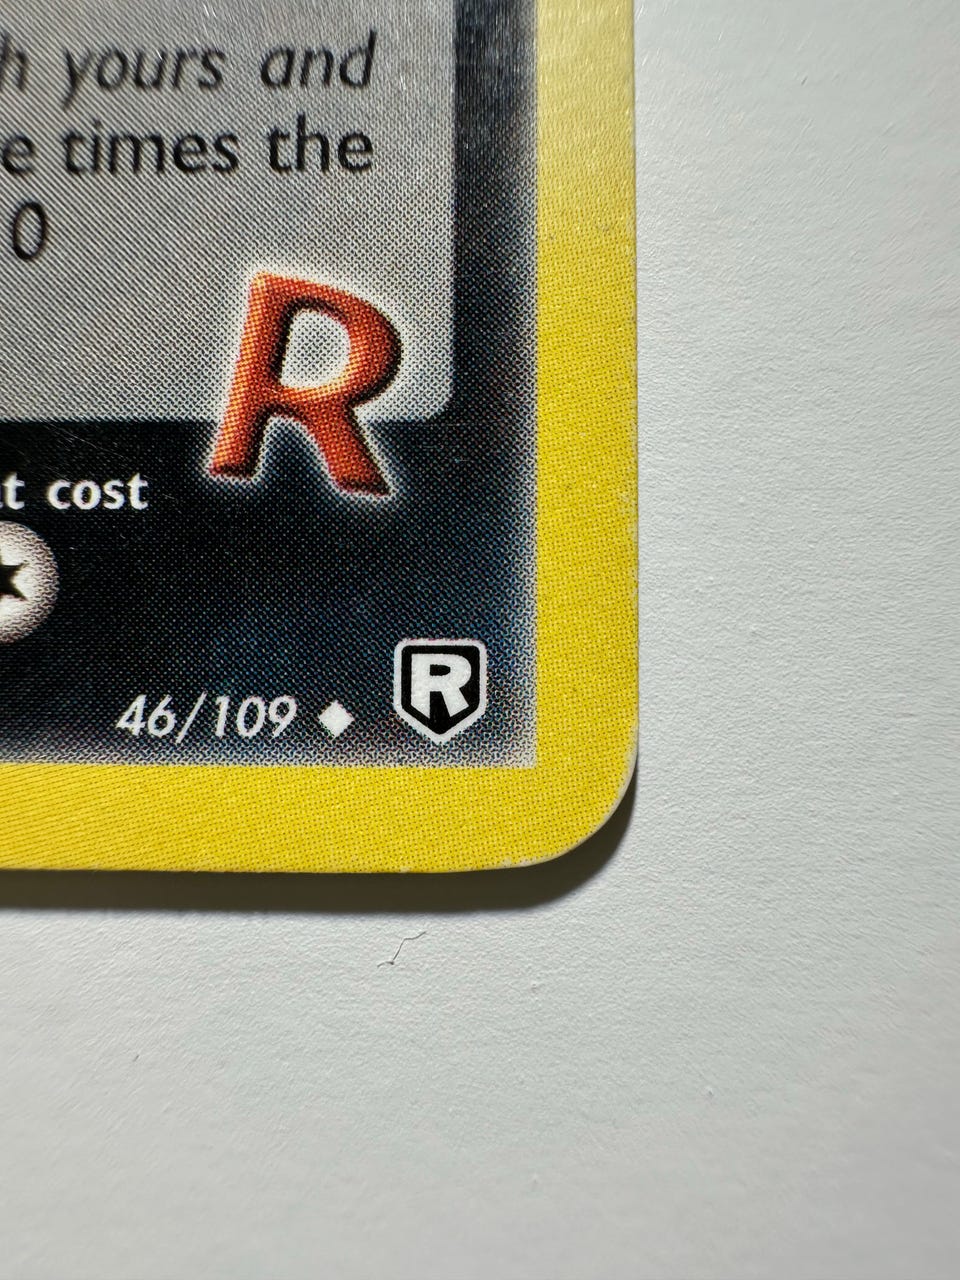 h yours and
e times the
0
R
t cost
46/109
R